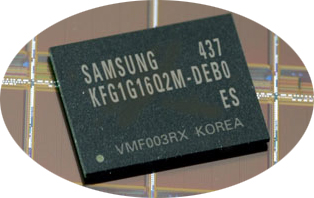 SAMSUNG 437
KFG1G16Q2M-DEB0
ES
VMF003RX KOREA